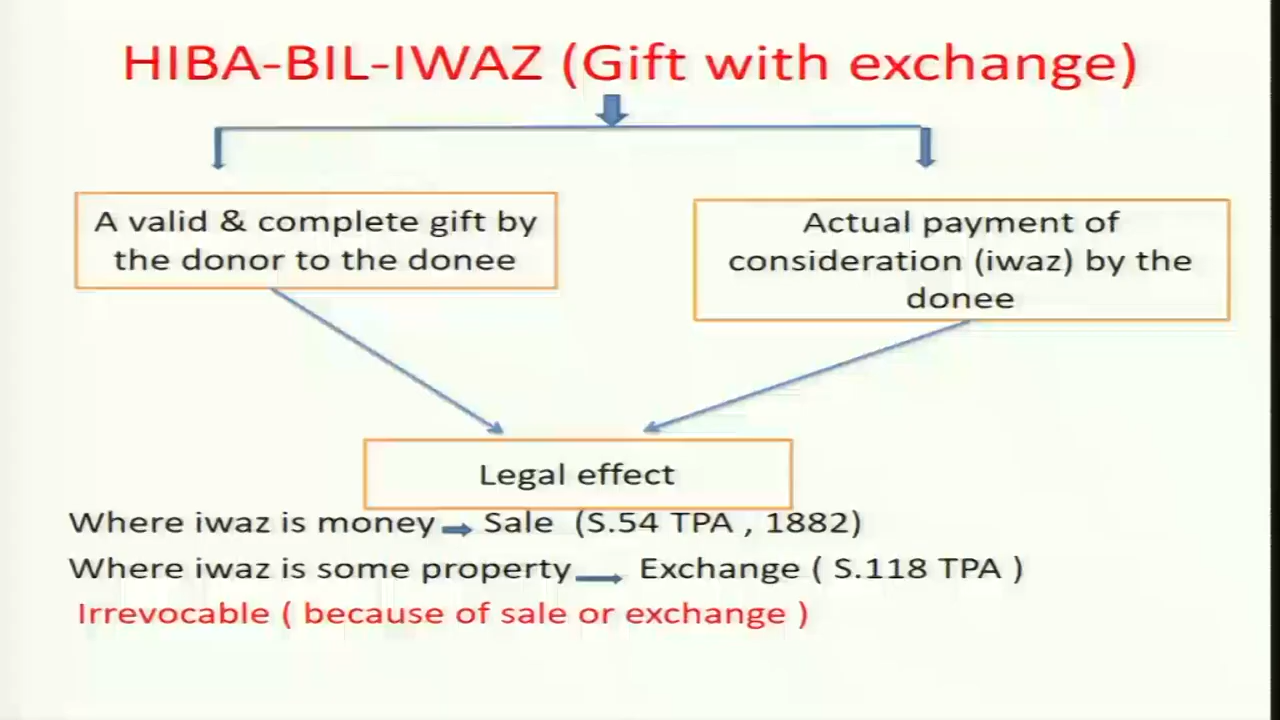 HIBA-BIL-IWAZ (Gift with exchange)
A valid & complete gift by
the donor to the donee
Actual payment of
consideration (iwaz) by the
donee
Legal effect
Where iwaz is money Sale (S.54 TPA , 1882)
Where iwaz is some property Exchange ( S.118 TPA )
Irrevocable ( because of sale or exchange )